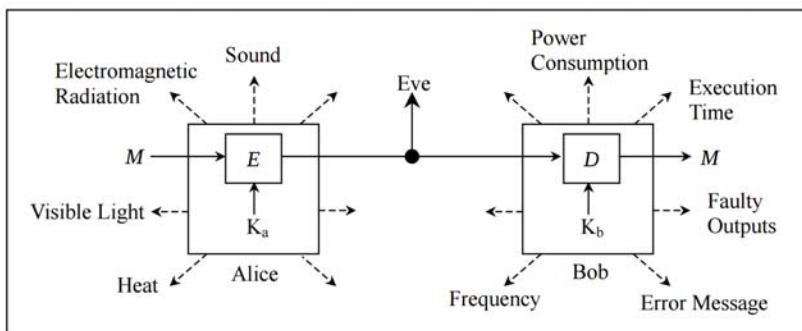 Power
Consumption
Sound
Eve
Electromagnetic
Radiation
Execution
Time
M
E
D
M
Visible Light
Faulty
Outputs
Ka
Kb
Heat
Alice
Frequency
Bob
Error Message